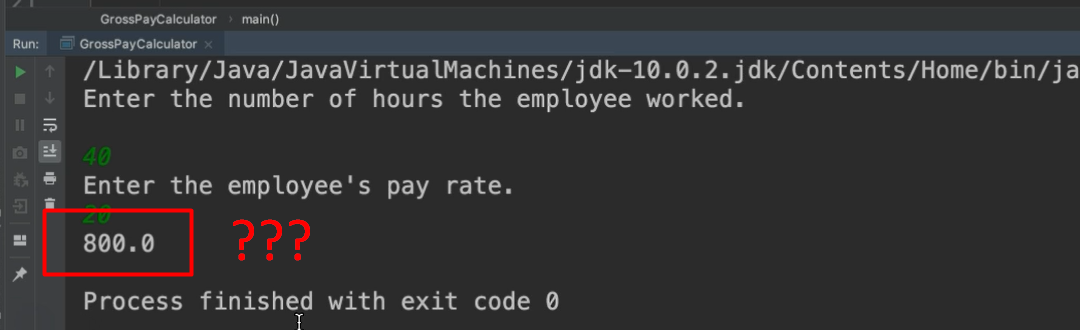 GrossPayCalculator › main()
Run: GrossPayCalculator ×
/Library/Java/JavaVirtualMachines/jdk-10.0.2.jdk/Contents/Home/bin/ja
Enter the number of hours the employee worked.
40
Enter the employee's pay rate.
20
800.0 ???
Process finished with exit code 0